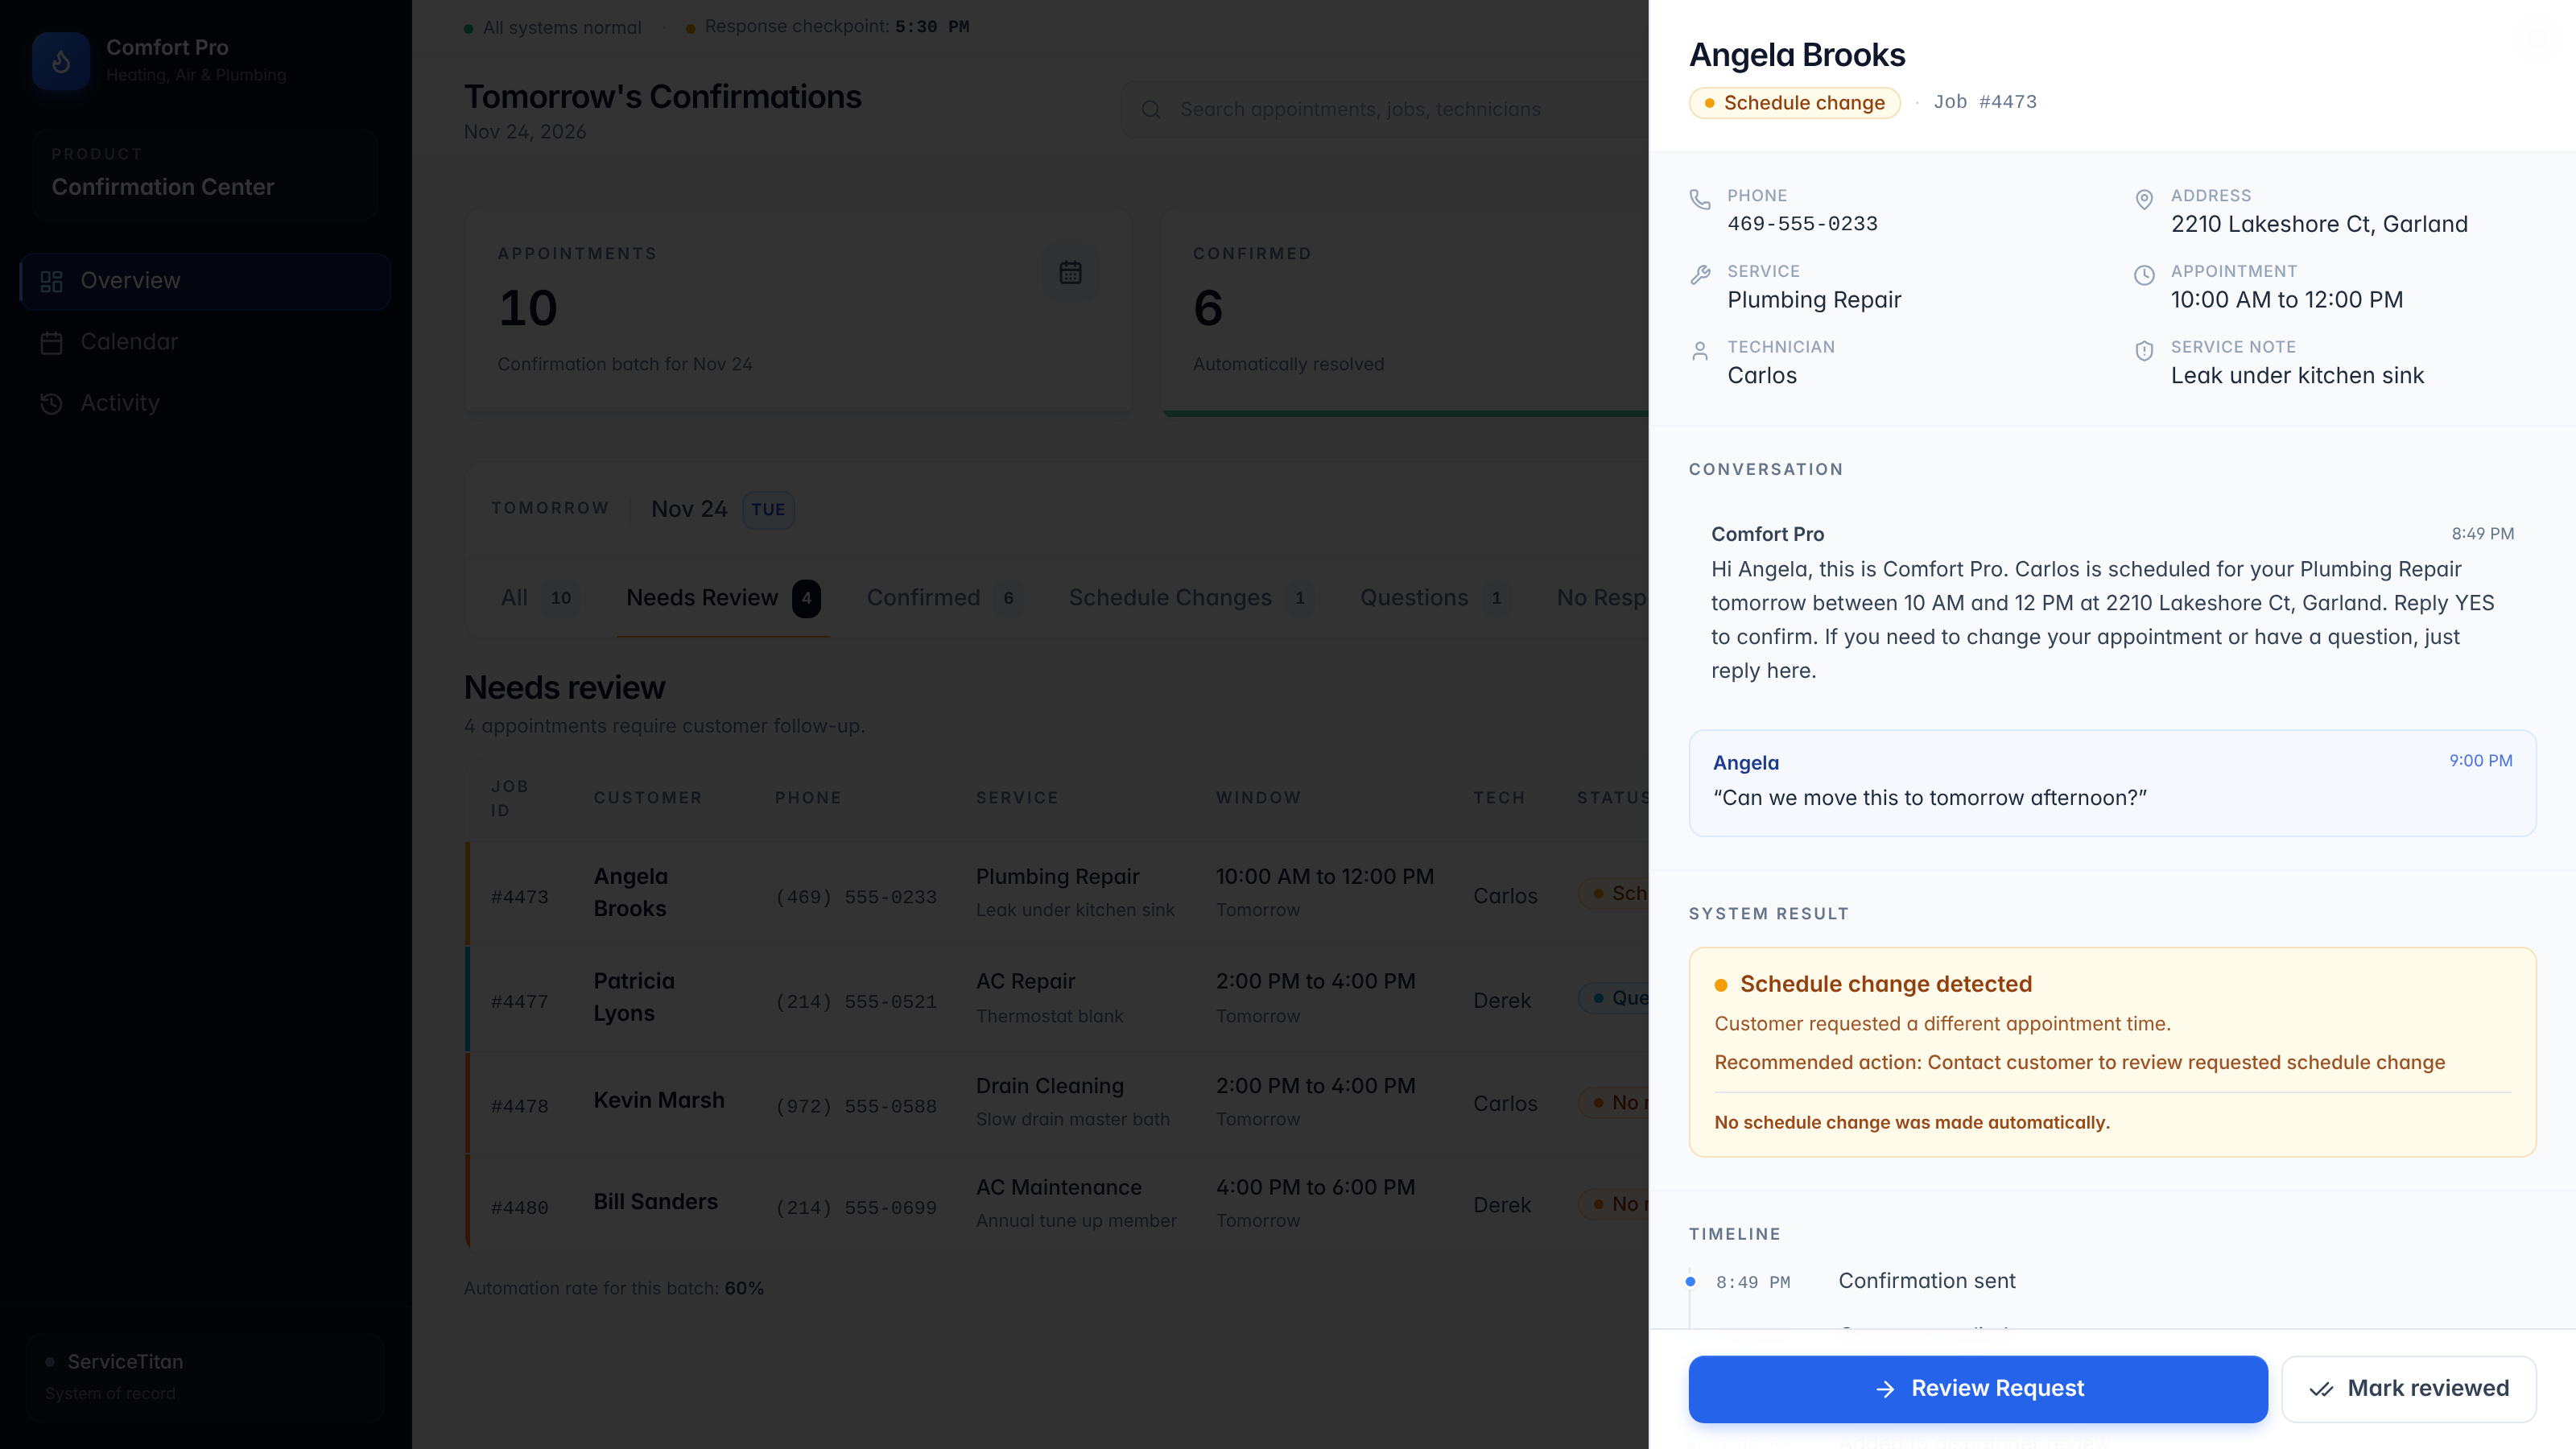 Comfort Pro
Heating, Air & Plumbing
PRODUCT
Confirmation Center
Overview
Calendar
Activity
ServiceTitan
System of record
All systems normal · Response checkpoint: 5:30 PM
Tomorrow's Confirmations
Nov 24, 2026
Search appointments, jobs, technicians
APPOINTMENTS
10
Confirmation batch for Nov 24
CONFIRMED
6
Automatically resolved
TOMORROW Nov 24 TUE
All 10 Needs Review 4 Confirmed 6 Schedule Changes 1 Questions 1 No Resp
Needs review
4 appointments require customer follow-up.
JOB ID CUSTOMER PHONE SERVICE WINDOW TECH STATUS
#4473 Angela Brooks (469) 555-0233 Plumbing Repair 10:00 AM to 12:00 PM Carlos Sch
Leak under kitchen sink Tomorrow
#4477 Patricia Lyons (214) 555-0521 AC Repair 2:00 PM to 4:00 PM Derek Que
Thermostat blank Tomorrow
#4478 Kevin Marsh (972) 555-0588 Drain Cleaning 2:00 PM to 4:00 PM Carlos No
Slow drain master bath Tomorrow
#4480 Bill Sanders (214) 555-0699 AC Maintenance 4:00 PM to 6:00 PM Derek No
Annual tune up member Tomorrow
Automation rate for this batch: 60%
Angela Brooks
Schedule change · Job #4473
PHONE
469-555-0233
ADDRESS
2210 Lakeshore Ct, Garland
SERVICE
Plumbing Repair
APPOINTMENT
10:00 AM to 12:00 PM
TECHNICIAN
Carlos
SERVICE NOTE
Leak under kitchen sink
CONVERSATION
Comfort Pro 8:49 PM
Hi Angela, this is Comfort Pro. Carlos is scheduled for your Plumbing Repair
tomorrow between 10 AM and 12 PM at 2210 Lakeshore Ct, Garland. Reply YES
to confirm. If you need to change your appointment or have a question, just
reply here.
Angela 9:00 PM
“Can we move this to tomorrow afternoon?”
SYSTEM RESULT
Schedule change detected
Customer requested a different appointment time.
Recommended action: Contact customer to review requested schedule change
No schedule change was made automatically.
TIMELINE
8:49 PM Confirmation sent
Review Request
Mark reviewed